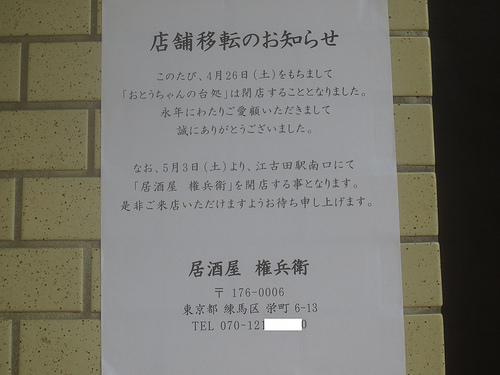 店舗移転のお知らせ
このたび、4月26日(土)をもちまして
「おとうちゃんの台処」は閉店することとなりました。
永年にわたりご愛顧いただきまして
誠にありがとうございました。
なお、5月3日(土)より、江古田駅南口にて
「居酒屋 権兵衛」を開店する事となります。
是非ご来店いただけますようお待ち申し上げます。
居酒屋 権兵衛
〒 176-0006
東京都 練馬区 栄町 6-13
TEL 070-12